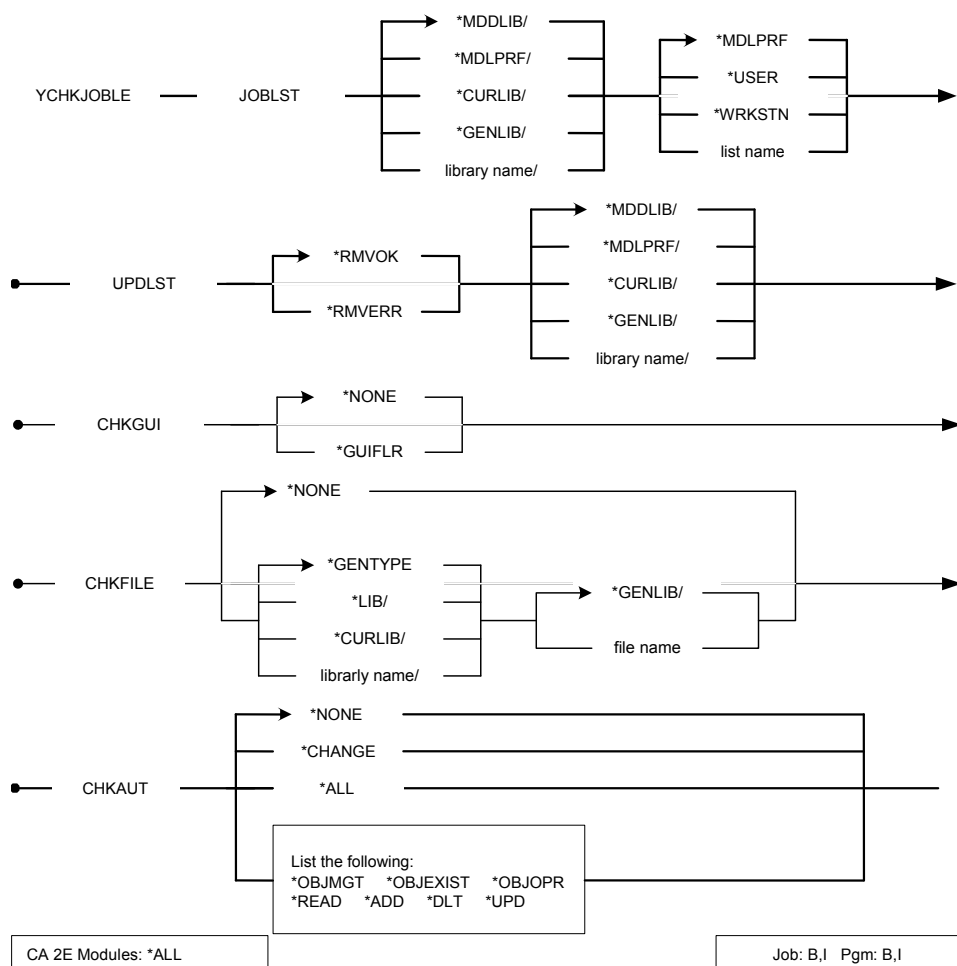 *MDDLIB/
*MDLPRF/
YCHKJOBLE JOBLST *CURLIB/
*GENLIB/
library name/
*MDLPRF
*USER
*WRKSTN
list name
UPDLST
*RMVOK
*RMVERR
*MDDLIB/
*MDLPRF/
*CURLIB/
*GENLIB/
library name/
CHKGUI
*NONE
*GUIFLR
CHKFILE
*NONE
*GENTYPE
*LIB/
*CURLIB/
librarly name/
*GENLIB/
file name
CHKAUT
*NONE
*CHANGE
*ALL
List the following:
*OBJMGT *OBJEXIST *OBJOPR
*READ *ADD *DLT *UPD
CA 2E Modules: *ALL
Job: B,I Pgm: B,I